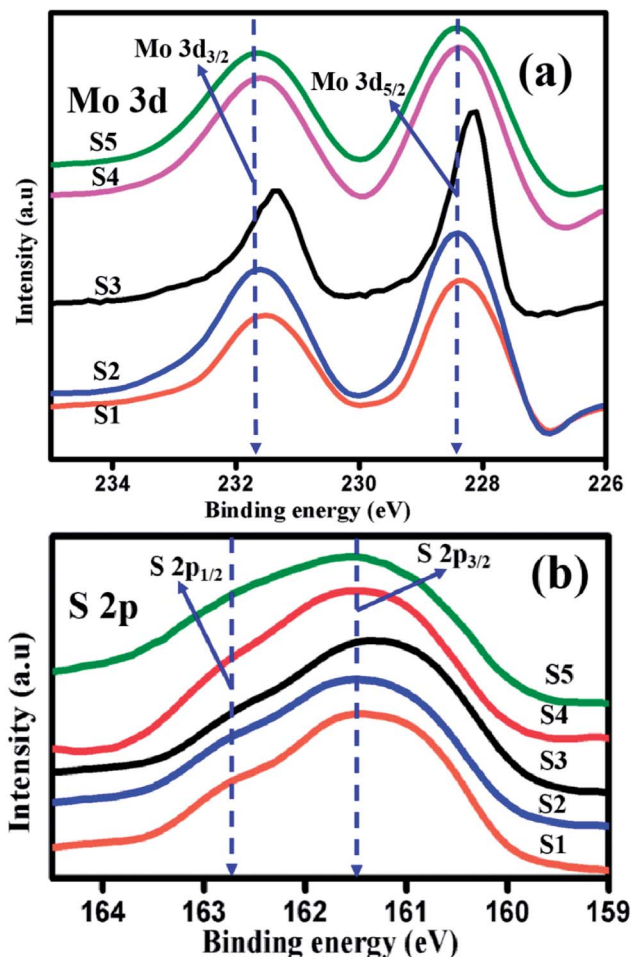 (a)
Mo 3d3/2
Mo 3d5/2
Mo 3d
S5
S4
S3
S2
S1
Intensity (a.u)
234 232 230 228 226
Binding energy (eV)
(b)
S 2p1/2
S 2p3/2
S 2p
S5
S4
S3
S2
S1
Intensity (a.u)
164 163 162 161 160 159
Binding energy (eV)